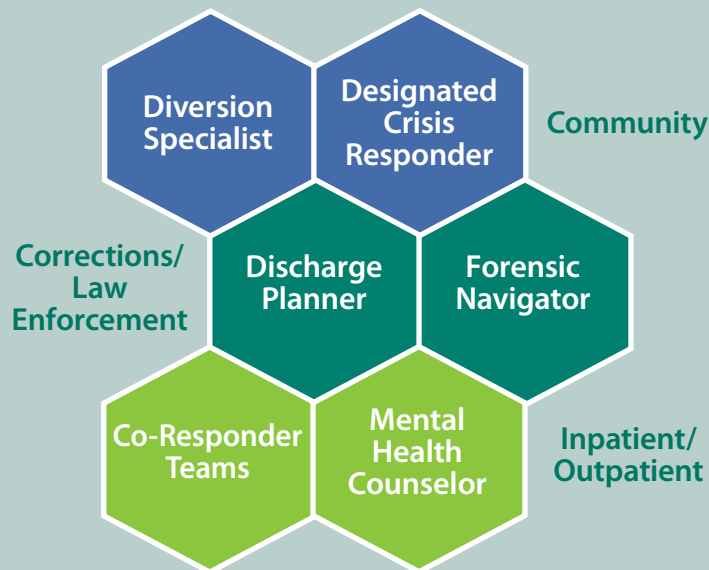 Diversion
Specialist
Designated
Crisis
Responder
Community
Corrections/
Law
Enforcement
Discharge
Planner
Forensic
Navigator
Co-Responder
Teams
Mental
Health
Counselor
Inpatient/
Outpatient